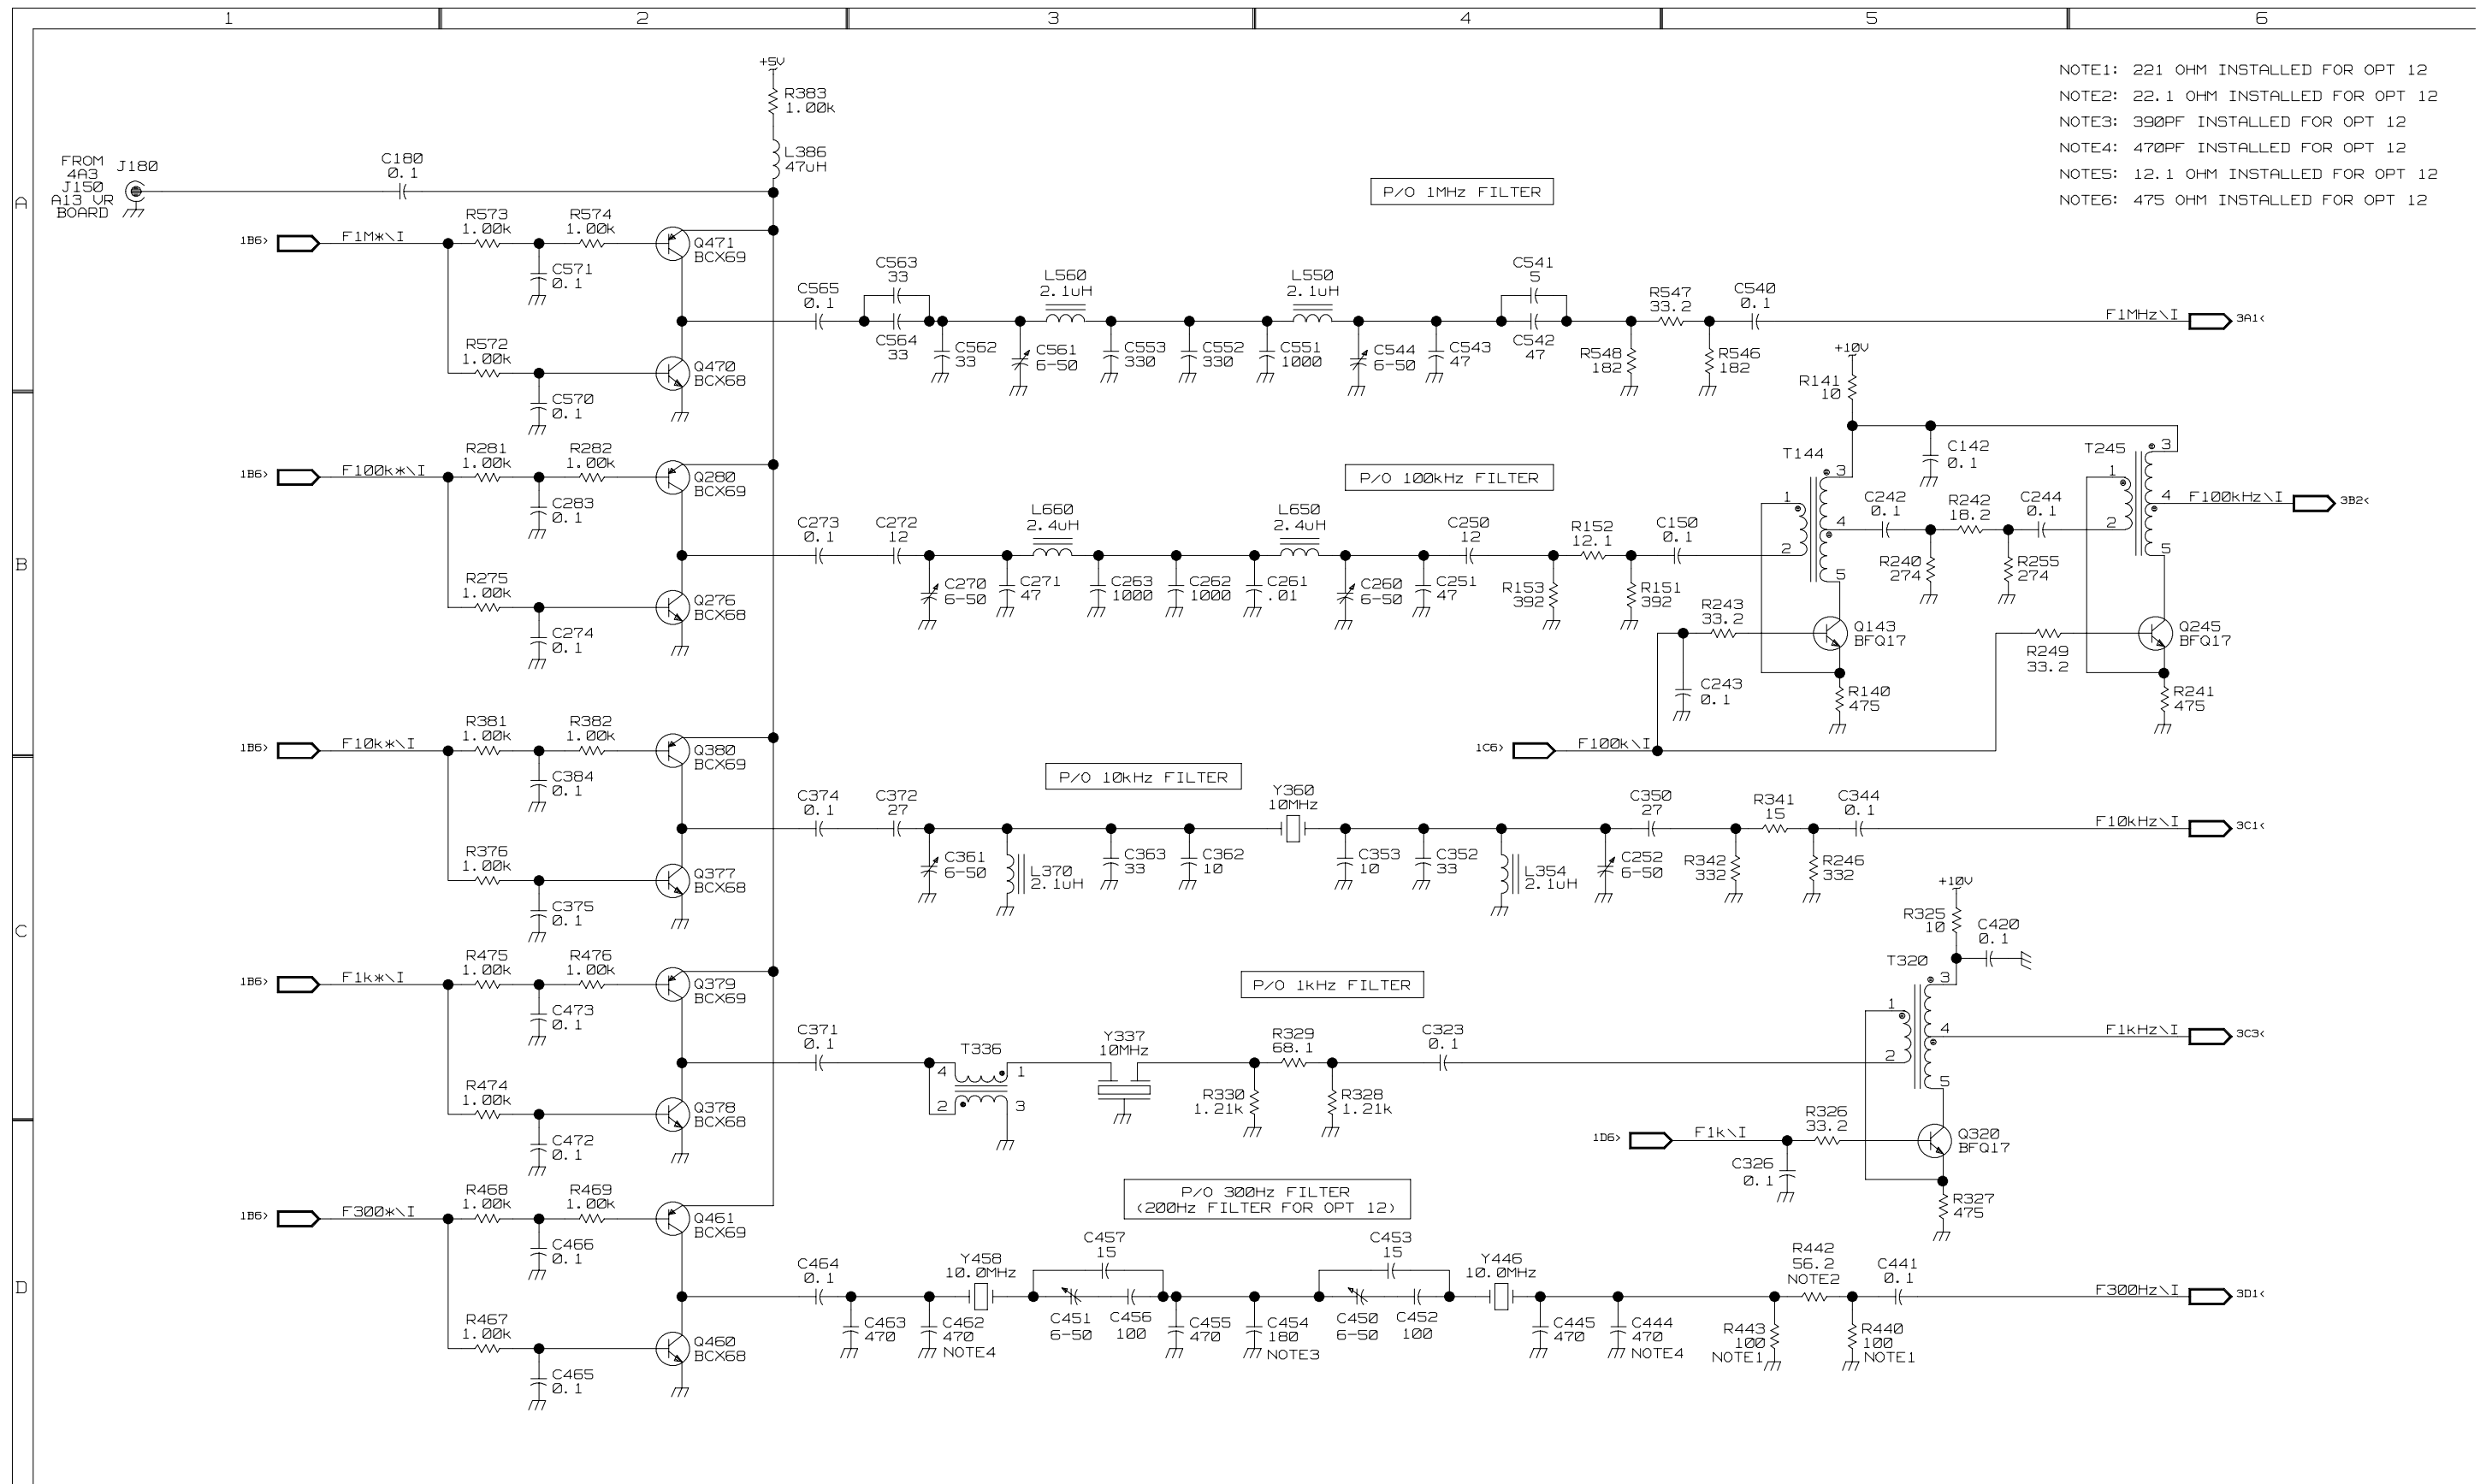 1 2 3 4 5 6
A
B
C
D
NOTE1: 221 OHM INSTALLED FOR OPT 12
NOTE2: 22.1 OHM INSTALLED FOR OPT 12
NOTE3: 390PF INSTALLED FOR OPT 12
NOTE4: 470PF INSTALLED FOR OPT 12
NOTE5: 12.1 OHM INSTALLED FOR OPT 12
NOTE6: 475 OHM INSTALLED FOR OPT 12
+5V
R383
1.00k
L386
47uH
FROM
4A3
J150
A13 VR
BOARD
J180
C180
0.1
P/O 1MHz FILTER
1B6>
F1M*\I
R573
1.00k
R574
1.00k
C571
0.1
Q471
BCX69
R572
1.00k
C570
0.1
Q470
BCX68
C565
0.1
C563
33
C564
33
C562
33
C561
6-50
L560
2.1uH
C553
330
C552
330
C551
1000
L550
2.1uH
C544
6-50
C543
47
C541
5
C542
47
R548
182
R547
33.2
R546
182
C540
0.1
F1MHz\I
3A1<
P/O 100kHz FILTER
1B6>
F100k*\I
R281
1.00k
R282
1.00k
C283
0.1
Q280
BCX69
R275
1.00k
C274
0.1
Q276
BCX68
C273
0.1
C272
12
C270
6-50
C271
47
L660
2.4uH
C263
1000
C262
1000
C261
.01
L650
2.4uH
C260
6-50
C251
47
C250
12
R153
392
R152
12.1
R151
392
C150
0.1
+10V
R141
10
T144
1
2
3
4
5
C142
0.1
C242
0.1
R242
18.2
C244
0.1
R240
274
R255
274
T245
1
2
3
4
5
F100kHz\I
3B2<
R243
33.2
Q143
BFQ17
C243
0.1
R140
475
R249
33.2
Q245
BFQ17
R241
475
1C6>
F100k\I
P/O 10kHz FILTER
1B6>
F10k*\I
R381
1.00k
R382
1.00k
C384
0.1
Q380
BCX69
R376
1.00k
C375
0.1
Q377
BCX68
C374
0.1
C372
27
C361
6-50
L370
2.1uH
C363
33
C362
10
Y360
10MHz
C353
10
C352
33
L354
2.1uH
C252
6-50
C350
27
R342
332
R341
15
R246
332
C344
0.1
F10kHz\I
3C1<
P/O 1kHz FILTER
1B6>
F1k*\I
R475
1.00k
R476
1.00k
C473
0.1
Q379
BCX69
R474
1.00k
C472
0.1
Q378
BCX68
C371
0.1
T336
4
1
2
3
Y337
10MHz
R330
1.21k
R329
68.1
R328
1.21k
C323
0.1
+10V
R325
10
C420
0.1
T320
1
2
3
4
5
F1kHz\I
3C3<
1D6>
F1k\I
R326
33.2
C326
0.1
Q320
BFQ17
R327
475
P/O 300Hz FILTER
(200Hz FILTER FOR OPT 12)
1B6>
F300*\I
R468
1.00k
R469
1.00k
C466
0.1
Q461
BCX69
R467
1.00k
C465
0.1
Q460
BCX68
C464
0.1
C463
470
C462
470
NOTE4
Y458
10.0MHz
C457
15
C451
6-50
C456
100
C455
470
C454
180
NOTE3
C453
15
C450
6-50
C452
100
Y446
10.0MHz
C445
470
C444
470
NOTE4
R443
100
NOTE1
R442
56.2
NOTE2
R440
100
NOTE1
C441
0.1
F300Hz\I
3D1<